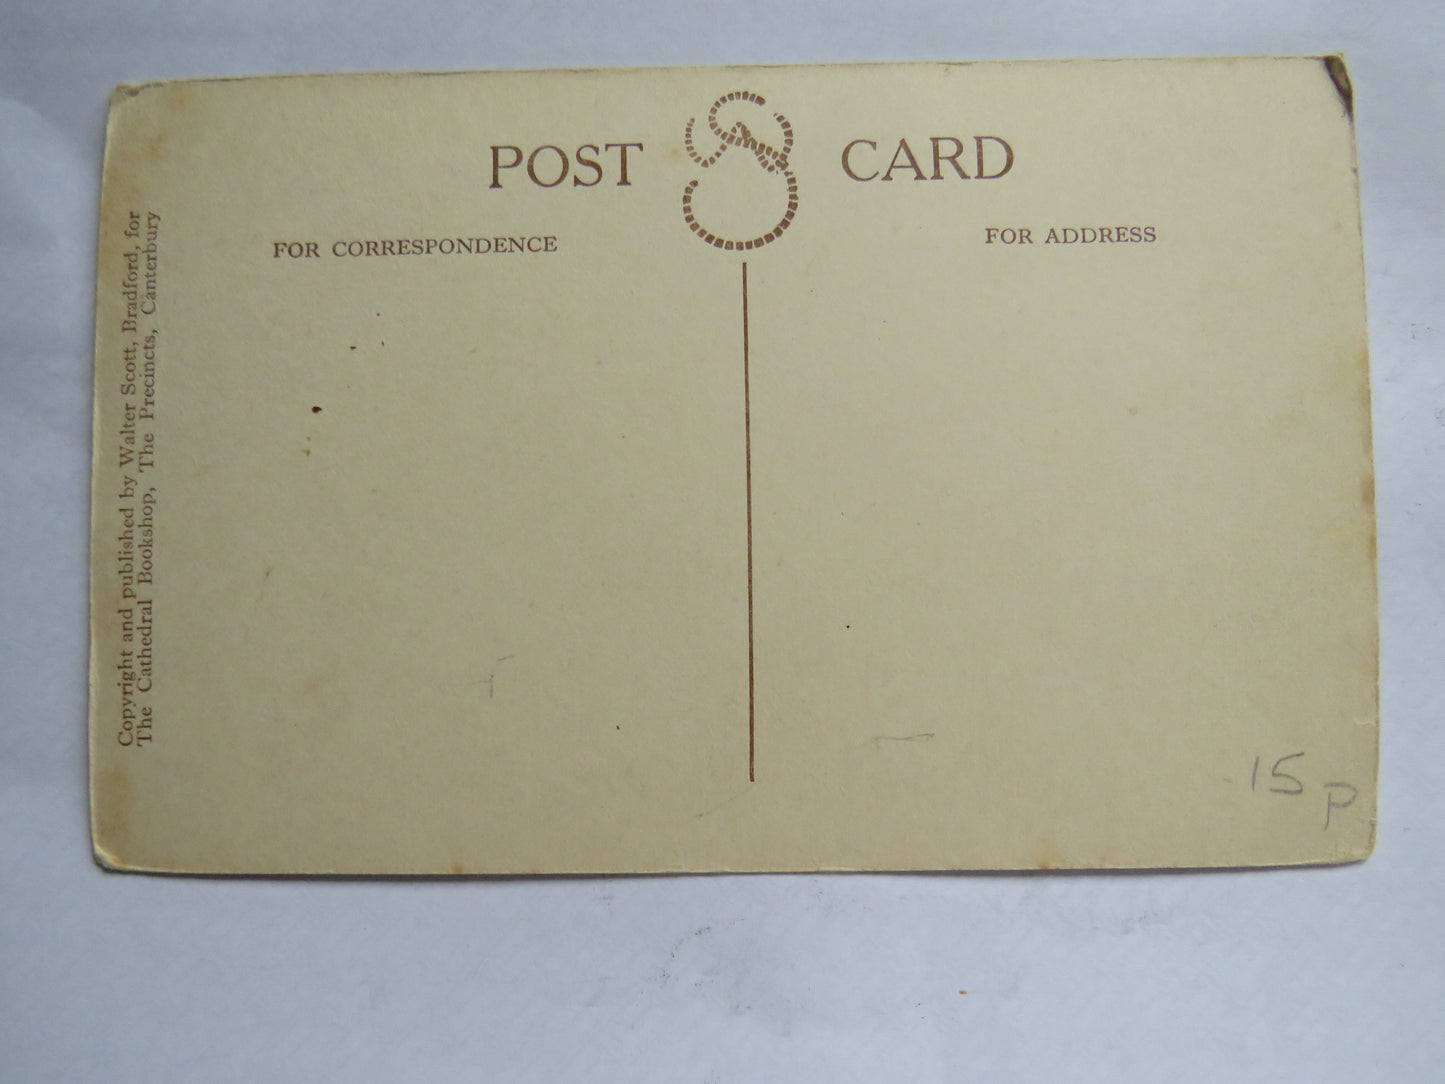 POST CARD
FOR CORRESPONDENCE
FOR ADDRESS
Copyright and published by Walter Scott, Bradford, for
The Cathedral Bookshop, The Precincts, Canterbury
15p